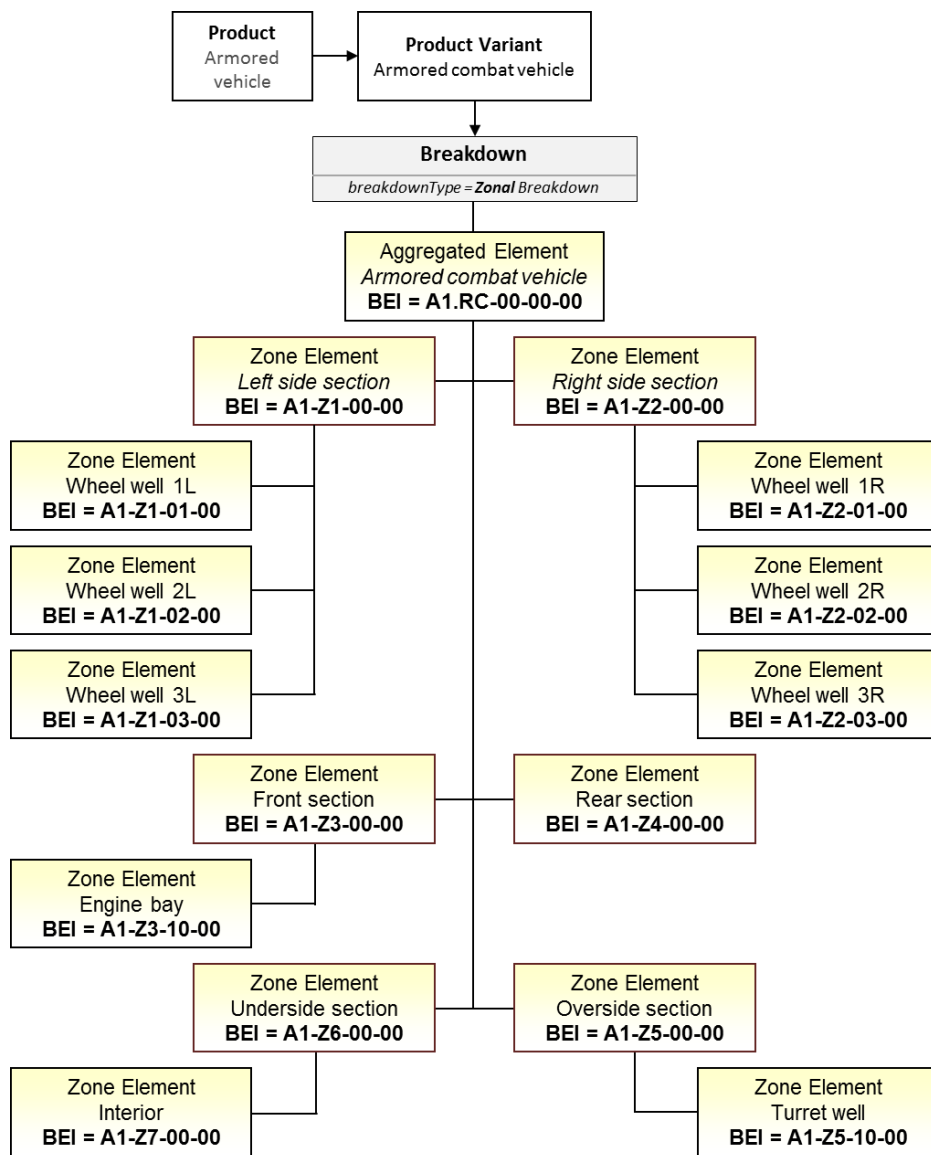 Product
Armored
vehicle
Product Variant
Armored combat vehicle
Breakdown
breakdownType = Zonal Breakdown
Aggregated Element
Armored combat vehicle
BEI = A1.RC-00-00-00
Zone Element
Left side section
BEI = A1-Z1-00-00
Zone Element
Right side section
BEI = A1-Z2-00-00
Zone Element
Wheel well 1L
BEI = A1-Z1-01-00
Zone Element
Wheel well 1R
BEI = A1-Z2-01-00
Zone Element
Wheel well 2L
BEI = A1-Z1-02-00
Zone Element
Wheel well 2R
BEI = A1-Z2-02-00
Zone Element
Wheel well 3L
BEI = A1-Z1-03-00
Zone Element
Wheel well 3R
BEI = A1-Z2-03-00
Zone Element
Front section
BEI = A1-Z3-00-00
Zone Element
Rear section
BEI = A1-Z4-00-00
Zone Element
Engine bay
BEI = A1-Z3-10-00
Zone Element
Underside section
BEI = A1-Z6-00-00
Zone Element
Overside section
BEI = A1-Z5-00-00
Zone Element
Interior
BEI = A1-Z7-00-00
Zone Element
Turret well
BEI = A1-Z5-10-00